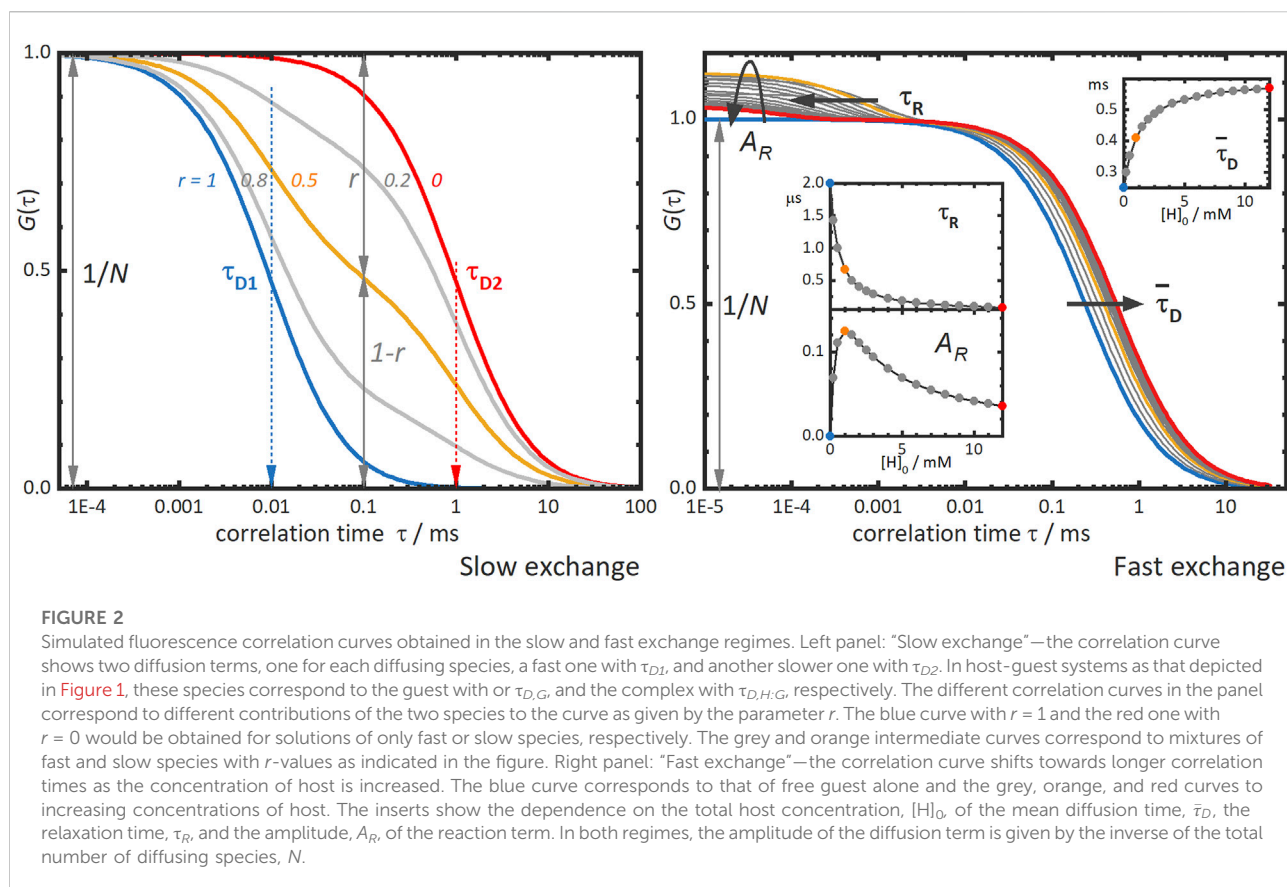 1.0
0.5
0.0
G(τ)
1/N
r = 1
0.8
0.5
r
0.2
0
τD1
τD2
1-r
1E-4
0.001
0.01
0.1
1
10
100
correlation time τ / ms
Slow exchange
1.0
0.5
0.0
G(τ)
1/N
AR
τR
τ̄D
ms
0.5
0.4
0.3
τ̄D
0
5
10
[H]0 / mM
2.0
μs
1.5
1.0
0.5
τR
0.1
0.0
AR
0
5
10
[H]0 / mM
1E-5
1E-4
0.001
0.01
0.1
1
10
correlation time τ / ms
Fast exchange
FIGURE 2
Simulated fluorescence correlation curves obtained in the slow and fast exchange regimes. Left panel: “Slow exchange”—the correlation curve
shows two diffusion terms, one for each diffusing species, a fast one with τD1, and another slower one with τD2. In host-guest systems as that depicted
in Figure 1, these species correspond to the guest with or τD,G, and the complex with τD,H:G, respectively. The different correlation curves in the panel
correspond to different contributions of the two species to the curve as given by the parameter r. The blue curve with r = 1 and the red one with
r = 0 would be obtained for solutions of only fast or slow species, respectively. The grey and orange intermediate curves correspond to mixtures of
fast and slow species with r-values as indicated in the figure. Right panel: “Fast exchange”—the correlation curve shifts towards longer correlation
times as the concentration of host is increased. The blue curve corresponds to that of free guest alone and the grey, orange, and red curves to
increasing concentrations of host. The inserts show the dependence on the total host concentration, [H]0, of the mean diffusion time, τ̄D, the
relaxation time, τR, and the amplitude, AR, of the reaction term. In both regimes, the amplitude of the diffusion term is given by the inverse of the total
number of diffusing species, N.